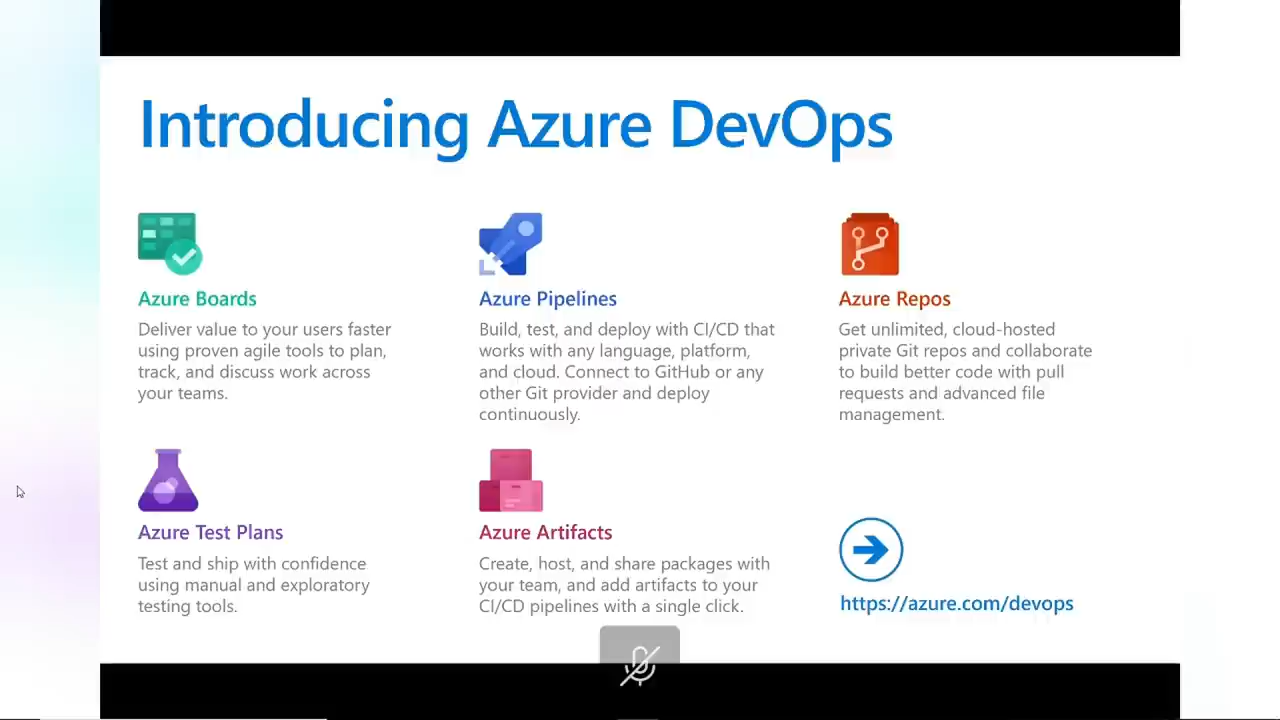 Introducing Azure DevOps
Azure Boards
Deliver value to your users faster
using proven agile tools to plan,
track, and discuss work across
your teams.
Azure Pipelines
Build, test, and deploy with CI/CD that
works with any language, platform,
and cloud. Connect to GitHub or any
other Git provider and deploy
continuously.
Azure Repos
Get unlimited, cloud-hosted
private Git repos and collaborate
to build better code with pull
requests and advanced file
management.
Azure Test Plans
Test and ship with confidence
using manual and exploratory
testing tools.
Azure Artifacts
Create, host, and share packages with
your team, and add artifacts to your
CI/CD pipelines with a single click.
https://azure.com/devops